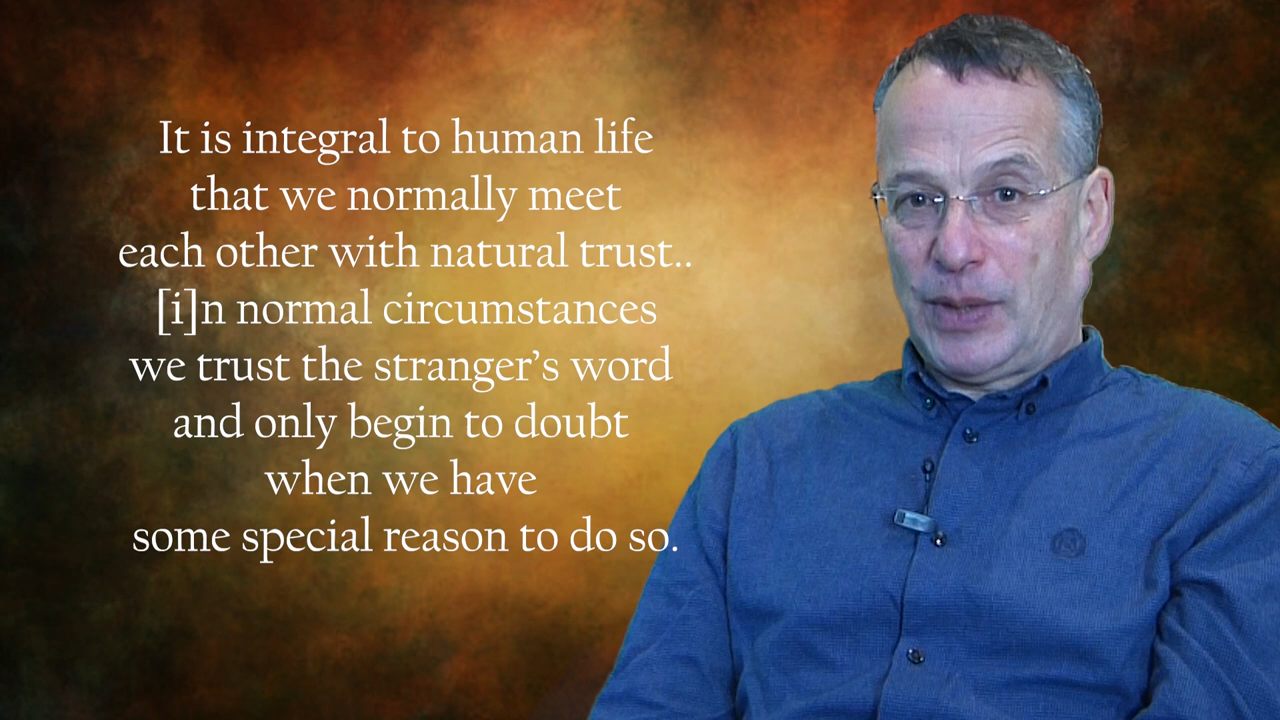 It is integral to human life
that we normally meet
each other with natural trust..
[i]n normal circumstances
we trust the stranger’s word
and only begin to doubt
when we have
some special reason to do so.